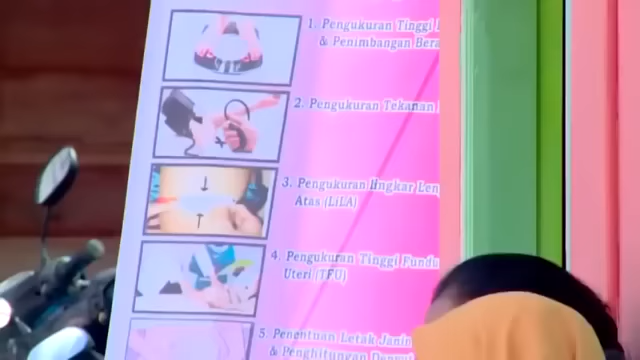 1. Pengukuran Tinggi
& Penimbangan Bera
2. Pengukuran Tekanan
3. Pengukuran lingkar Len
Atas (LiLA)
4. Pengukuran Tinggi Fundu
Uteri (TFU)
5. Penentuan Letak Janin
& Penghitungan